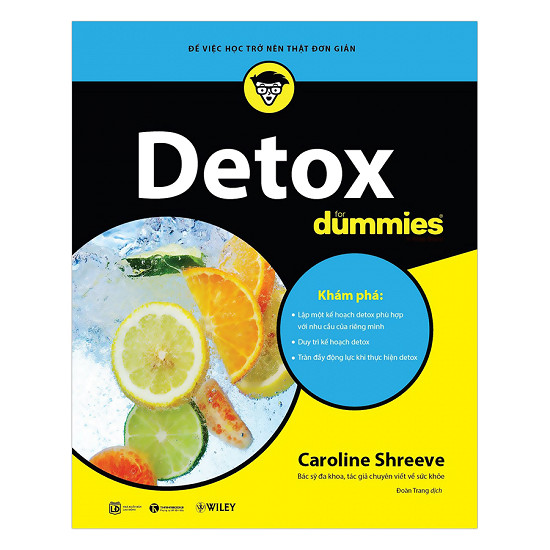 ĐỂ VIỆC HỌC TRỞ NÊN THẬT ĐƠN GIẢN
Detox
for
dummies®
Khám phá:
• Lập một kế hoạch detox phù hợp
với nhu cầu của riêng mình
• Duy trì kế hoạch detox
• Tràn đầy động lực khi thực hiện detox
Caroline Shreeve
Bác sỹ đa khoa, tác giả chuyên viết về sức khỏe
Đoàn Trang dịch
WILEY